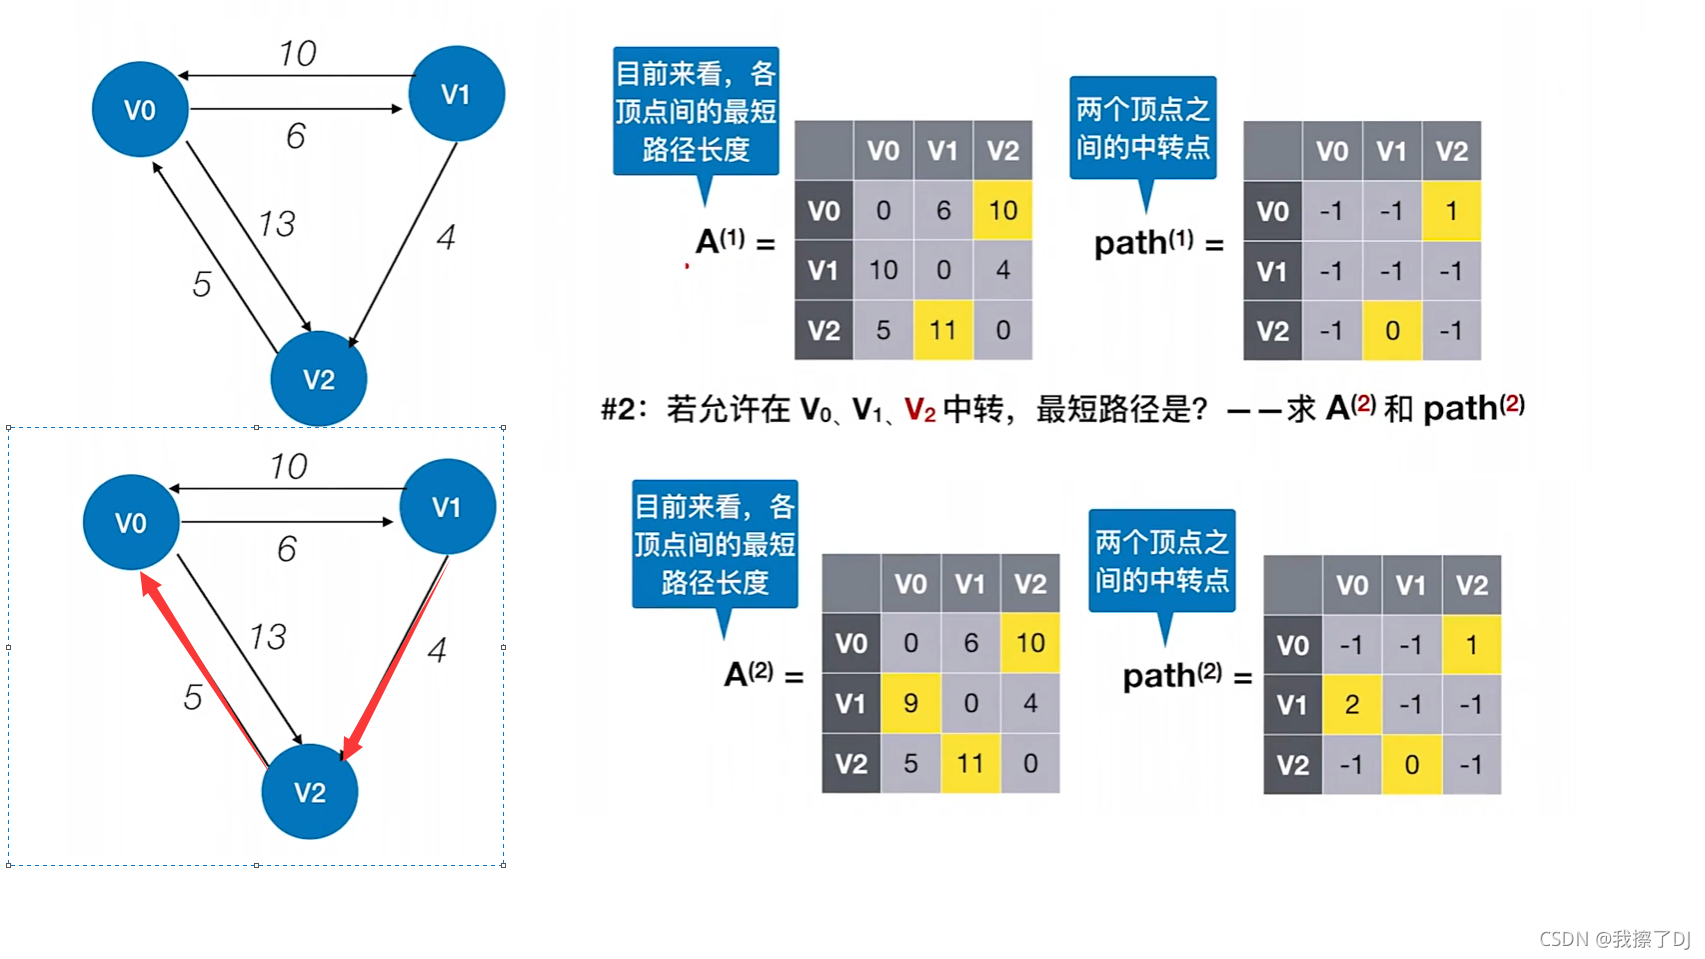 10
V0
V1
6
13
4
5
V2
目前来看，各
顶点间的最短
路径长度
A(1) =
V0 V1 V2
V0 0 6 10
V1 10 0 4
V2 5 11 0
两个顶点之
间的中转点
path(1) =
V0 V1 V2
V0 -1 -1 1
V1 -1 -1 -1
V2 -1 0 -1
#2：若允许在 V0、V1、V2 中转，最短路径是？——求 A(2) 和 path(2)
10
V0
V1
6
13
4
5
V2
目前来看，各
顶点间的最短
路径长度
A(2) =
V0 V1 V2
V0 0 6 10
V1 9 0 4
V2 5 11 0
两个顶点之
间的中转点
path(2) =
V0 V1 V2
V0 -1 -1 1
V1 2 -1 -1
V2 -1 0 -1
CSDN @我擦了DJ